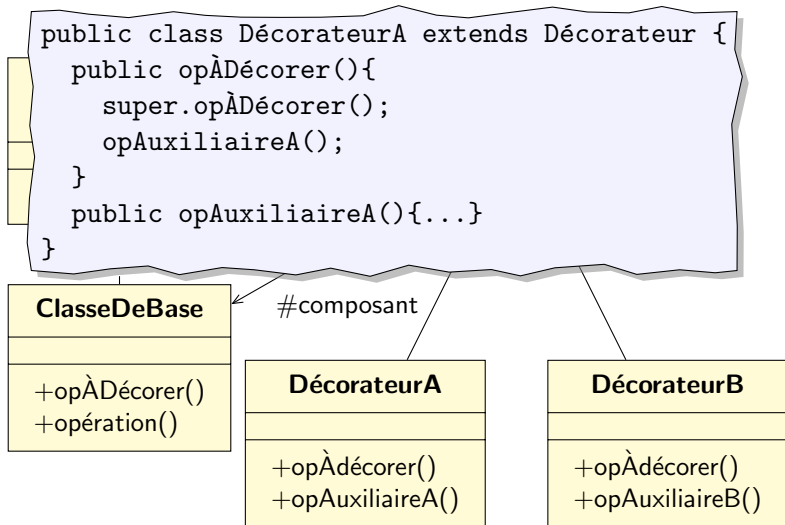 public class DécorateurA extends Décorateur {
public opÀDécorer(){
super.opÀDécorer();
opAuxiliaireA();
}
public opAuxiliaireA(){...}
}
ClasseDeBase
#composant
+opÀDécorer()
+opération()
DécorateurA
DécorateurB
+opÀdécorer()
+opAuxiliaireA()
+opÀdécorer()
+opAuxiliaireB()